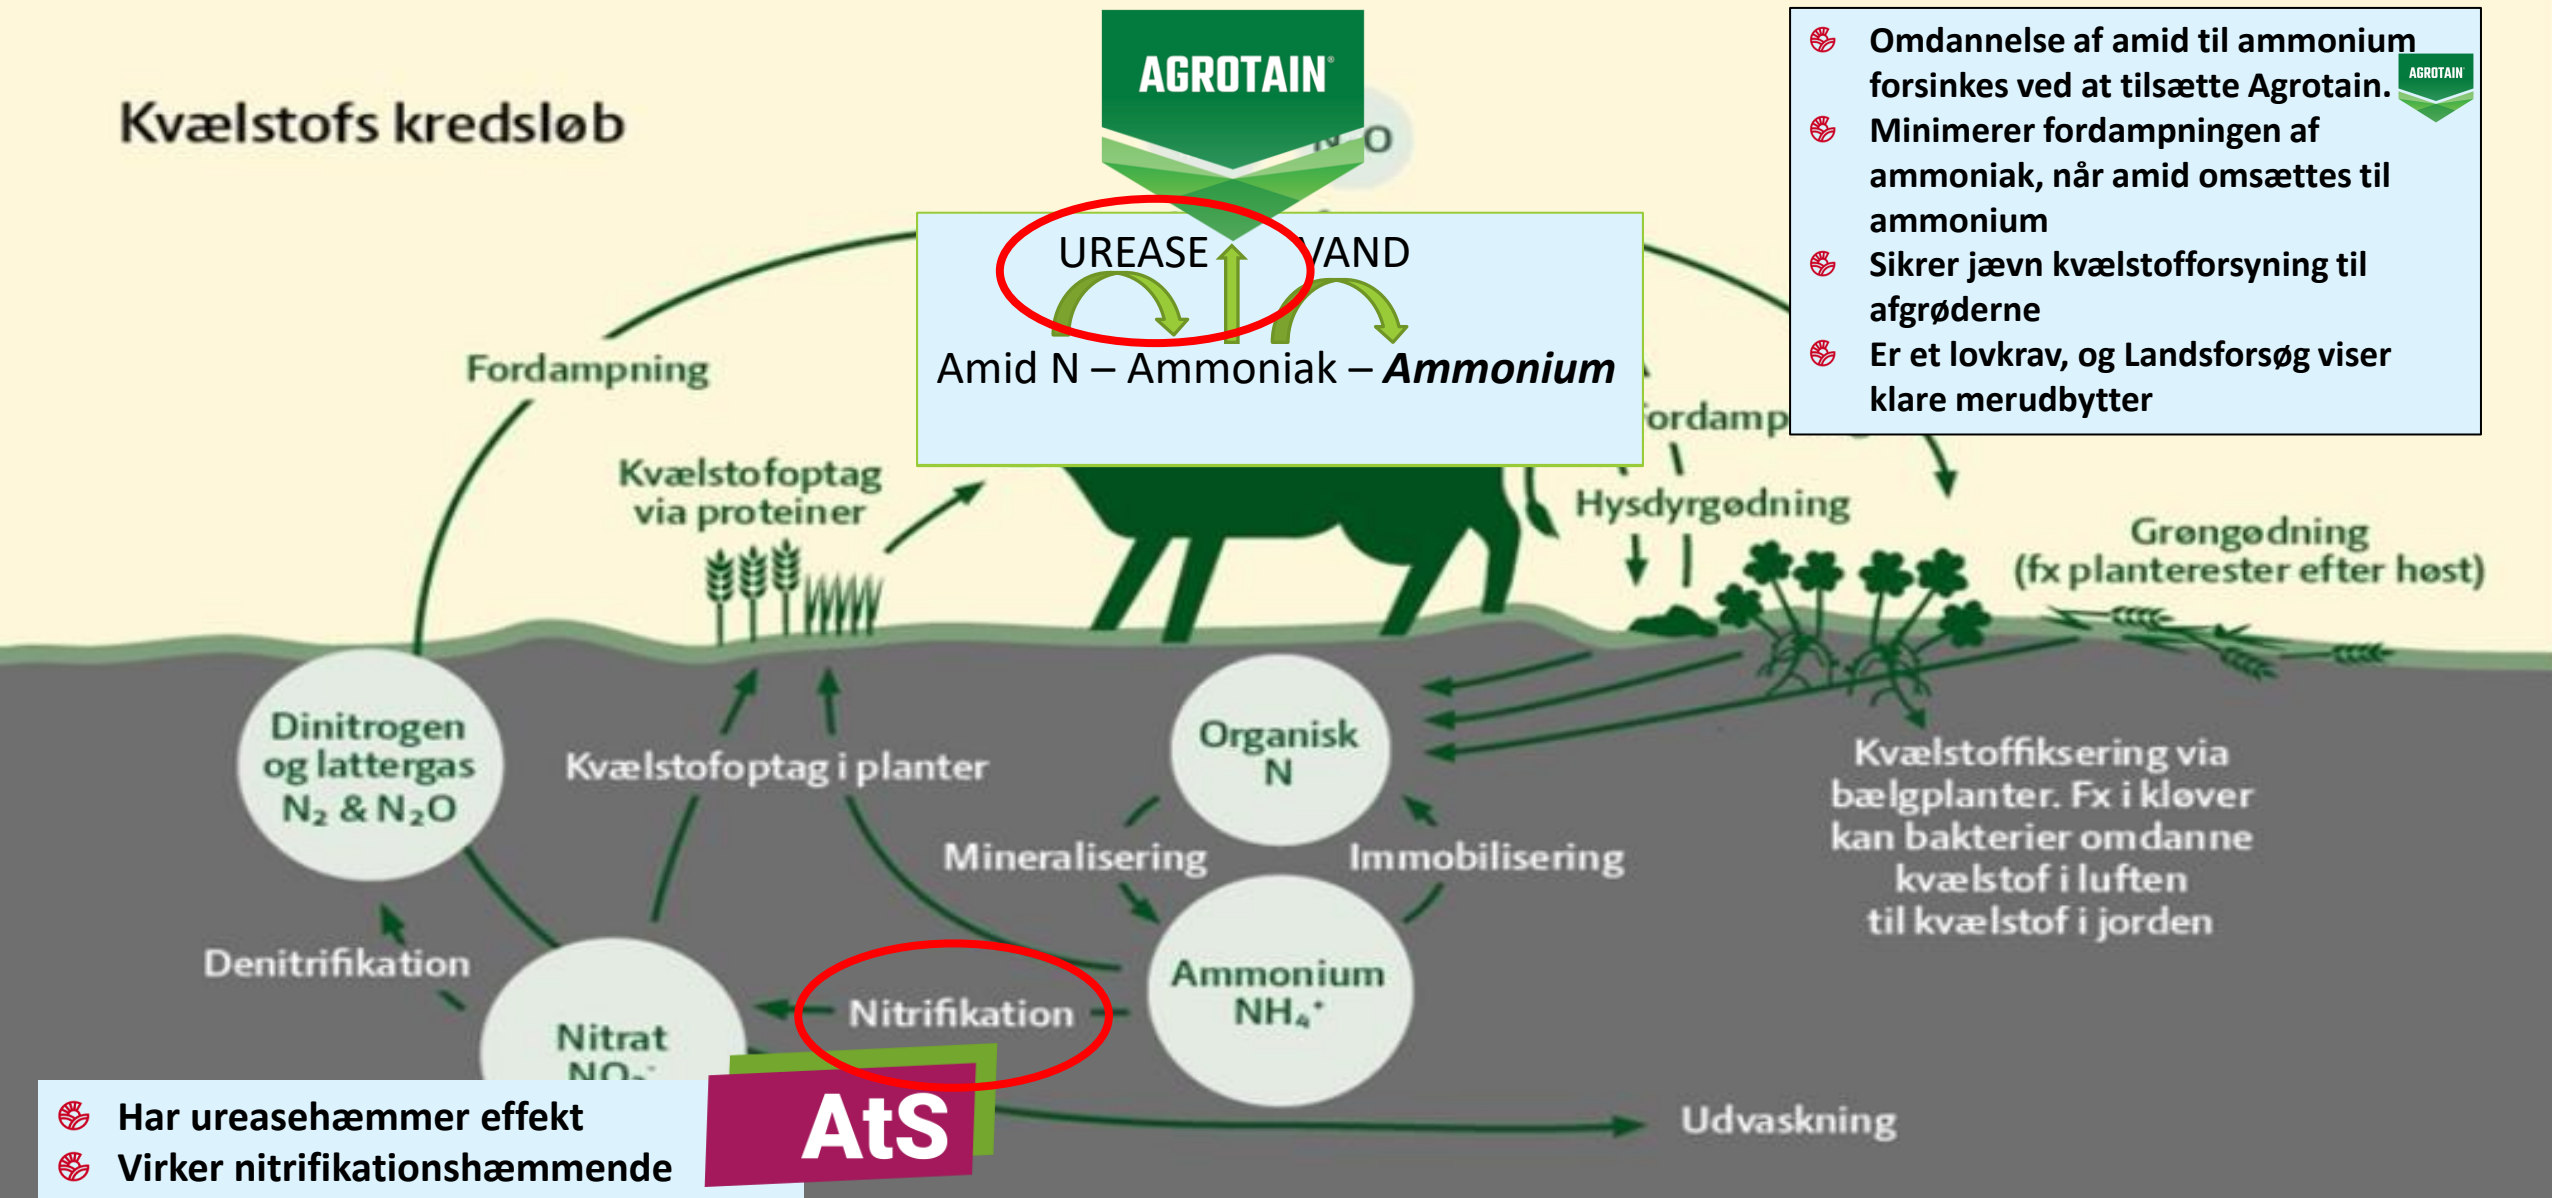 Kvælstofs kredsløb
AGROTAIN
O
UREASE
VAND
Amid N – Ammoniak – Ammonium
Omdannelse af amid til ammonium
forsinkes ved at tilsætte Agrotain.
AGROTAIN
Minimerer fordampningen af
ammoniak, når amid omsættes til
ammonium
Sikrer jævn kvælstofforsyning til
afgrøderne
Er et lovkrav, og Landsforsøg viser
klare merudbytter
Fordampning
ordamp
Kvælstofoptag
via proteiner
Hysdyrgødning
Grøngødning
(fx planterester efter høst)
Dinitrogen
og lattergas
N₂ & N₂O
Kvælstofoptag i planter
Organisk
N
Kvælstoffiksering via
bælgplanter. Fx i kløver
kan bakterier omdanne
kvælstof i luften
til kvælstof i jorden
Mineralisering
Immobilisering
Denitrifikation
Nitrifikation
Ammonium
NH₄⁺
Nitrat
NO₃⁻
AtS
Udvaskning
Har ureasehæmmer effekt
Virker nitrifikationshæmmende